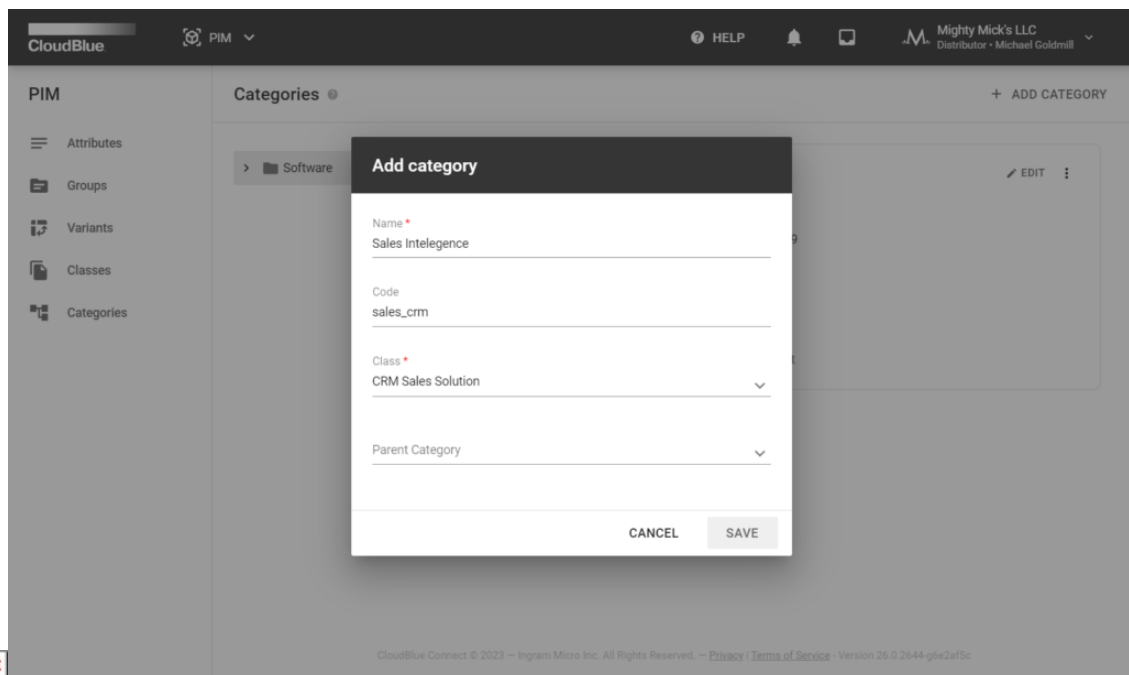 CloudBlue
PIM
HELP
Mighty Mick's LLC
Distributor • Michael Goldmill
PIM
Categories
+ ADD CATEGORY
Attributes
Groups
Variants
Classes
Categories
Software
EDIT
9
t
Add category
Name *
Sales Intelegence
Code
sales_crm
Class *
CRM Sales Solution
Parent Category
CANCEL
SAVE
CloudBlue Connect © 2023 — Ingram Micro Inc. All Rights Reserved. — Privacy | Terms of Service - Version 26.0.2644-g6e2af5c